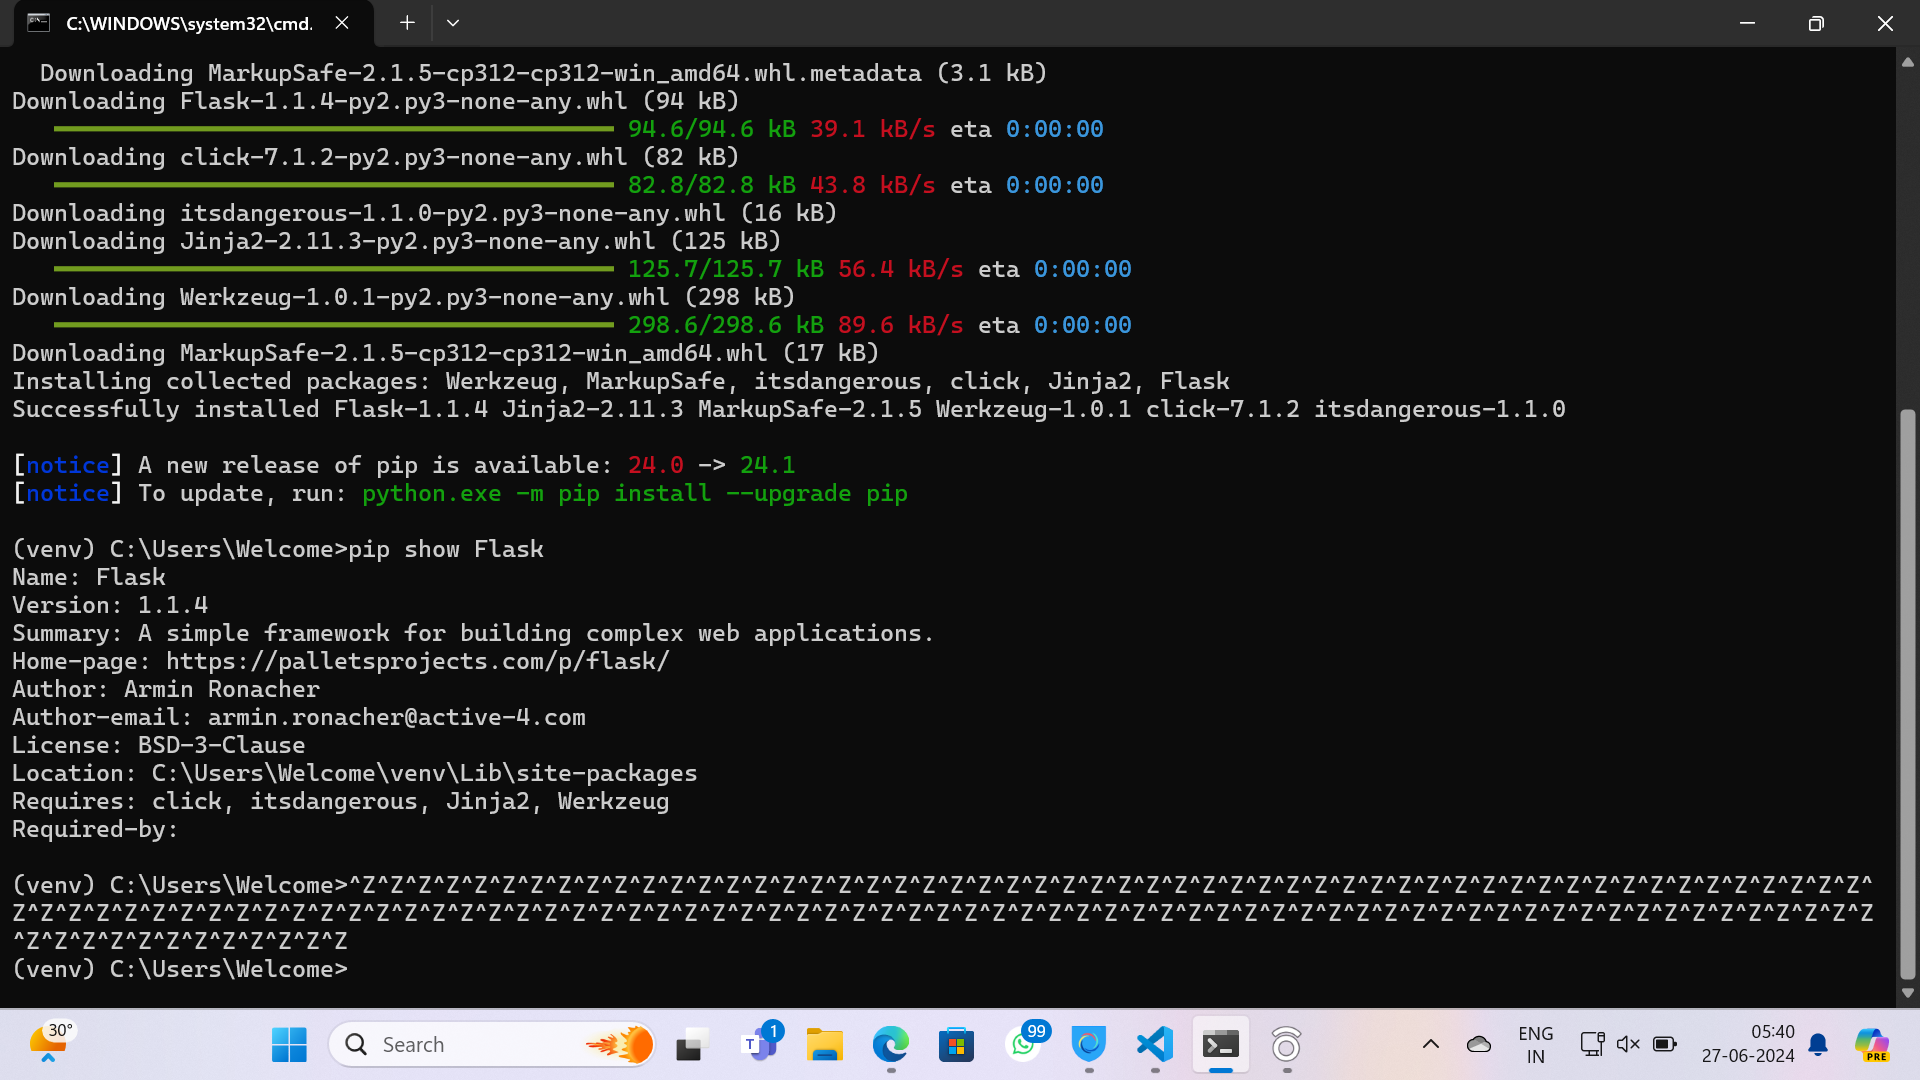 C:\WINDOWS\system32\cmd.
Downloading MarkupSafe-2.1.5-cp312-cp312-win_amd64.whl.metadata (3.1 kB)
Downloading Flask-1.1.4-py2.py3-none-any.whl (94 kB)
94.6/94.6 kB 39.1 kB/s eta 0:00:00
Downloading click-7.1.2-py2.py3-none-any.whl (82 kB)
82.8/82.8 kB 43.8 kB/s eta 0:00:00
Downloading itsdangerous-1.1.0-py2.py3-none-any.whl (16 kB)
Downloading Jinja2-2.11.3-py2.py3-none-any.whl (125 kB)
125.7/125.7 kB 56.4 kB/s eta 0:00:00
Downloading Werkzeug-1.0.1-py2.py3-none-any.whl (298 kB)
298.6/298.6 kB 89.6 kB/s eta 0:00:00
Downloading MarkupSafe-2.1.5-cp312-cp312-win_amd64.whl (17 kB)
Installing collected packages: Werkzeug, MarkupSafe, itsdangerous, click, Jinja2, Flask
Successfully installed Flask-1.1.4 Jinja2-2.11.3 MarkupSafe-2.1.5 Werkzeug-1.0.1 click-7.1.2 itsdangerous-1.1.0
[notice] A new release of pip is available: 24.0 -> 24.1
[notice] To update, run: python.exe -m pip install --upgrade pip
(venv) C:\Users\Welcome>pip show Flask
Name: Flask
Version: 1.1.4
Summary: A simple framework for building complex web applications.
Home-page: https://palletsprojects.com/p/flask/
Author: Armin Ronacher
Author-email: armin.ronacher@active-4.com
License: BSD-3-Clause
Location: C:\Users\Welcome\venv\Lib\site-packages
Requires: click, itsdangerous, Jinja2, Werkzeug
Required-by:
(venv) C:\Users\Welcome>^Z^Z^Z^Z^Z^Z^Z^Z^Z^Z^Z^Z^Z^Z^Z^Z^Z^Z^Z^Z^Z^Z^Z^Z^Z^Z^Z^Z^Z^Z^Z^Z^Z^Z^Z^Z^Z^Z^Z^Z^Z^Z^Z^Z^Z^Z^Z^Z^Z^Z^Z^Z^Z^Z^
Z^Z^Z^Z^Z^Z^Z^Z^Z^Z^Z^Z^Z^Z^Z^Z^Z^Z^Z^Z^Z^Z^Z^Z^Z^Z^Z^Z^Z^Z^Z^Z^Z^Z^Z^Z^Z^Z^Z^Z^Z^Z^Z^Z^Z^Z^Z^Z^Z^Z^Z^Z^Z^Z^Z^Z^Z^Z^Z^Z^Z^Z^Z^Z^Z^Z^Z
^Z^Z^Z^Z^Z^Z^Z^Z^Z^Z^Z^Z
(venv) C:\Users\Welcome>
30°
Search
T
1
99
ENG
IN
05:40
27-06-2024
PRE